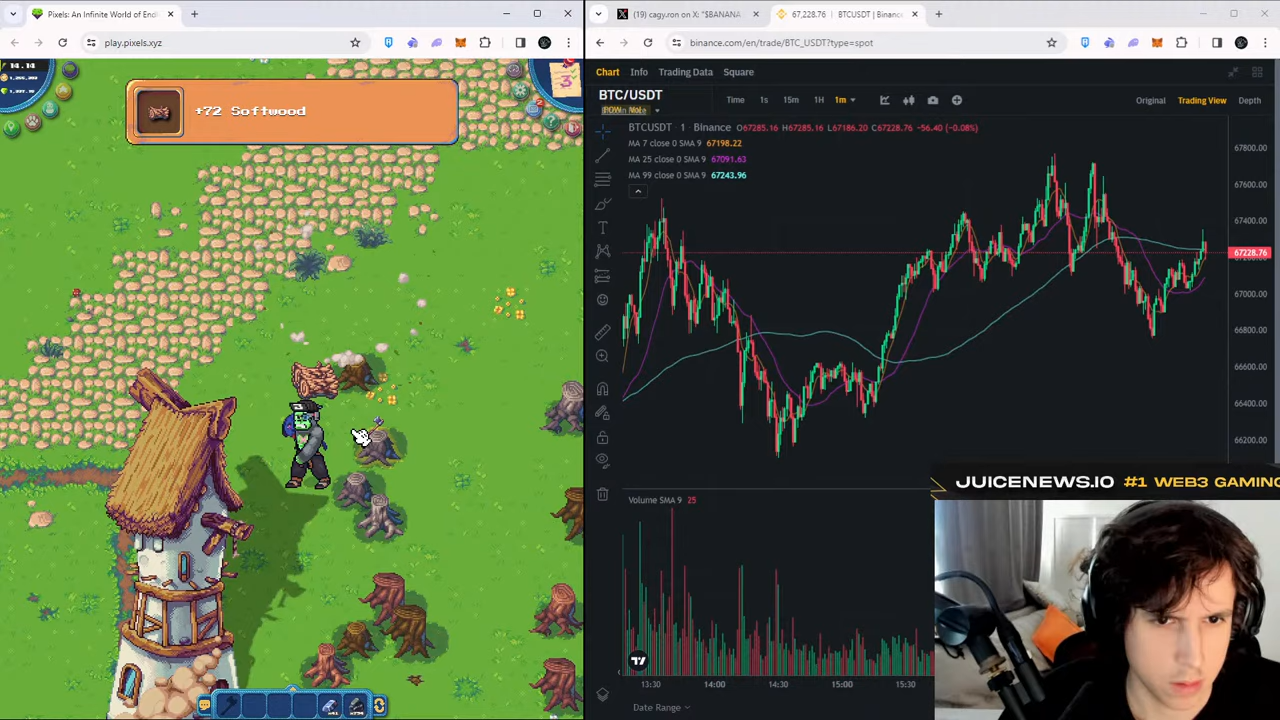 Pixels: An Infinite World of End
play.pixels.xyz
14.14
+72 Softwood
(19) cagy.ron on X: "$BANANA
67,228.76 | BTCUSDT | Binanc
binance.com/en/trade/BTC_USDT?type=spot
Chart Info Trading Data Square
BTC/USDT
POW Vol
Time 1s 15m 1H 1m
Original Trading View Depth
BTCUSDT · 1 · Binance O67285.16 H67285.16 L67186.20 C67228.76 −56.40 (−0.08%)
MA 7 close 0 SMA 9 67198.22
MA 25 close 0 SMA 9 67091.63
MA 99 close 0 SMA 9 67243.96
67800.00
67600.00
67400.00
67228.76
67000.00
66800.00
66600.00
66400.00
66200.00
JUICENEWS.IO #1 WEB3 GAMING
Volume SMA 9 25
13:30 14:00 14:30 15:00 15:30
Date Range